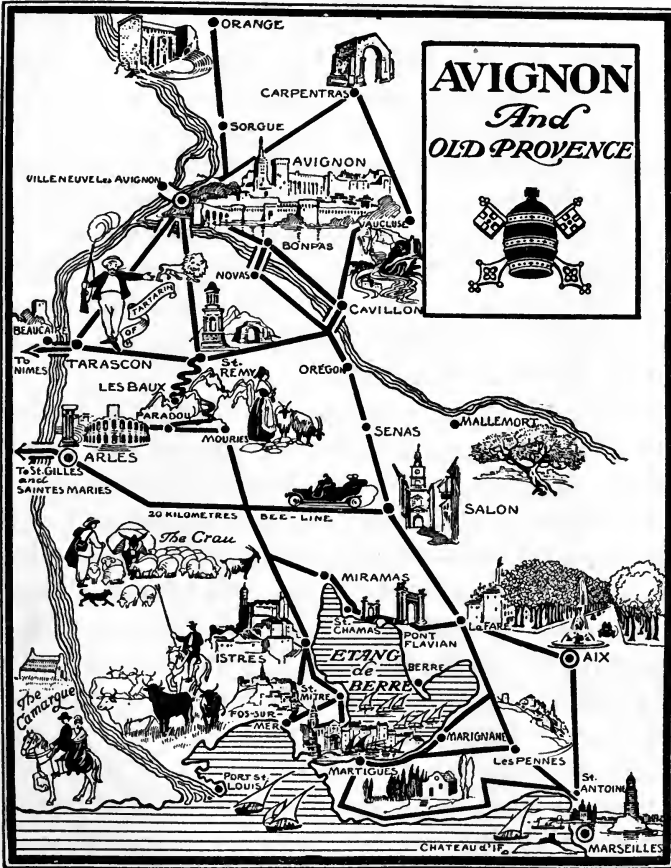 AVIGNON
And
OLD PROVENCE
ORANGE
CARPENTRAS
SORGUE
AVIGNON
VILLENEUVE Les AVIGNON
VAUCLUSE
BONPAS
NOVAS
CAVILLON
TARTARIN
OF
BEAUCAIRE
To
NIMES
TARASCON
ST.
REMY
ORÉGON
LES BAUX
PARADOU
MOURIES
SENAS
MALLEMORT
ARLES
To St. GILLES
and
SAINTES MARIES
SALON
20 KILOMETRES BEE-LINE
The Crau
MIRAMAS
ST.
CHAMAS
PONT
FLAVIAN
La FARE
AIX
ISTRES
ETANG
de
BERRE
BERRE
ST.
MITRE
The
Camargue
FOS-SUR-
MER
MARIGNANE
Les PENNES
MARTIGUES
PORT St.
LOUIS
St.
ANTOINE
CHATEAU d'IF
MARSEILLES